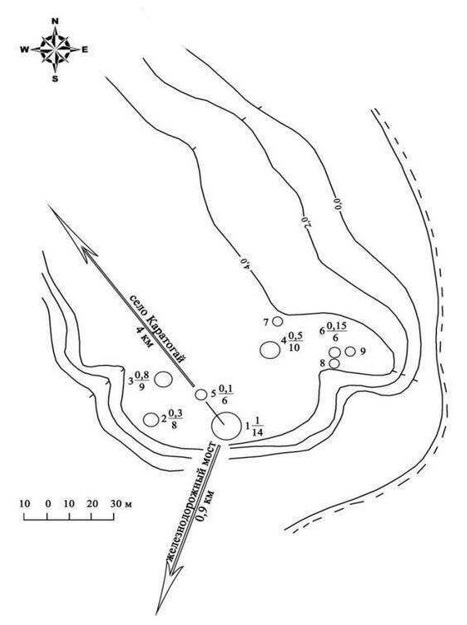 N
W E
S
0,0
2,0
4,0
село Каратогай
4 км
7
4 0,5/10
6 0,15/6
9
8
3 0,8/9
5 0,1/6
2 0,3/8
1 1/14
железнодорожный мост
0,9 км
10 0 10 20 30 м